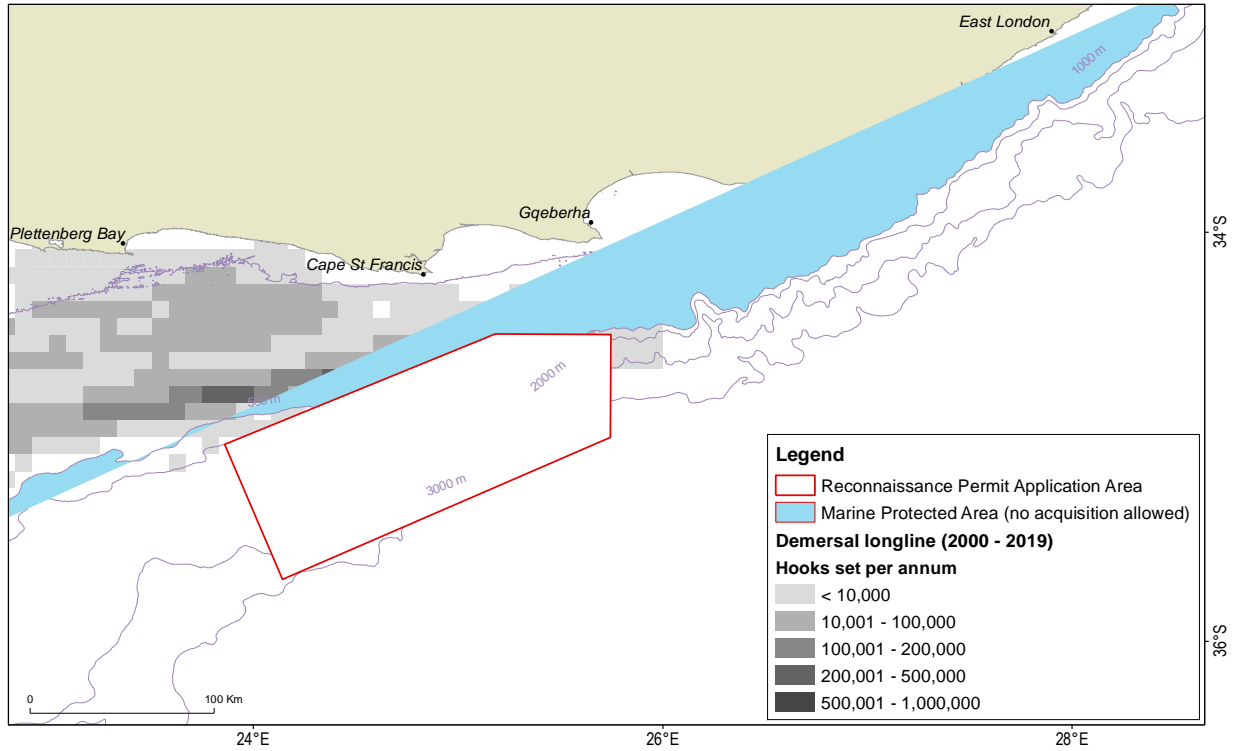 East London
1000 m
Gqeberha
Plettenberg Bay
Cape St Francis
34°S
2000 m
500 m
3000 m
Legend
Reconnaissance Permit Application Area
Marine Protected Area (no acquisition allowed)
Demersal longline (2000 - 2019)
Hooks set per annum
< 10,000
10,001 - 100,000
100,001 - 200,000
200,001 - 500,000
500,001 - 1,000,000
36°S
0 100 Km
24°E 26°E 28°E